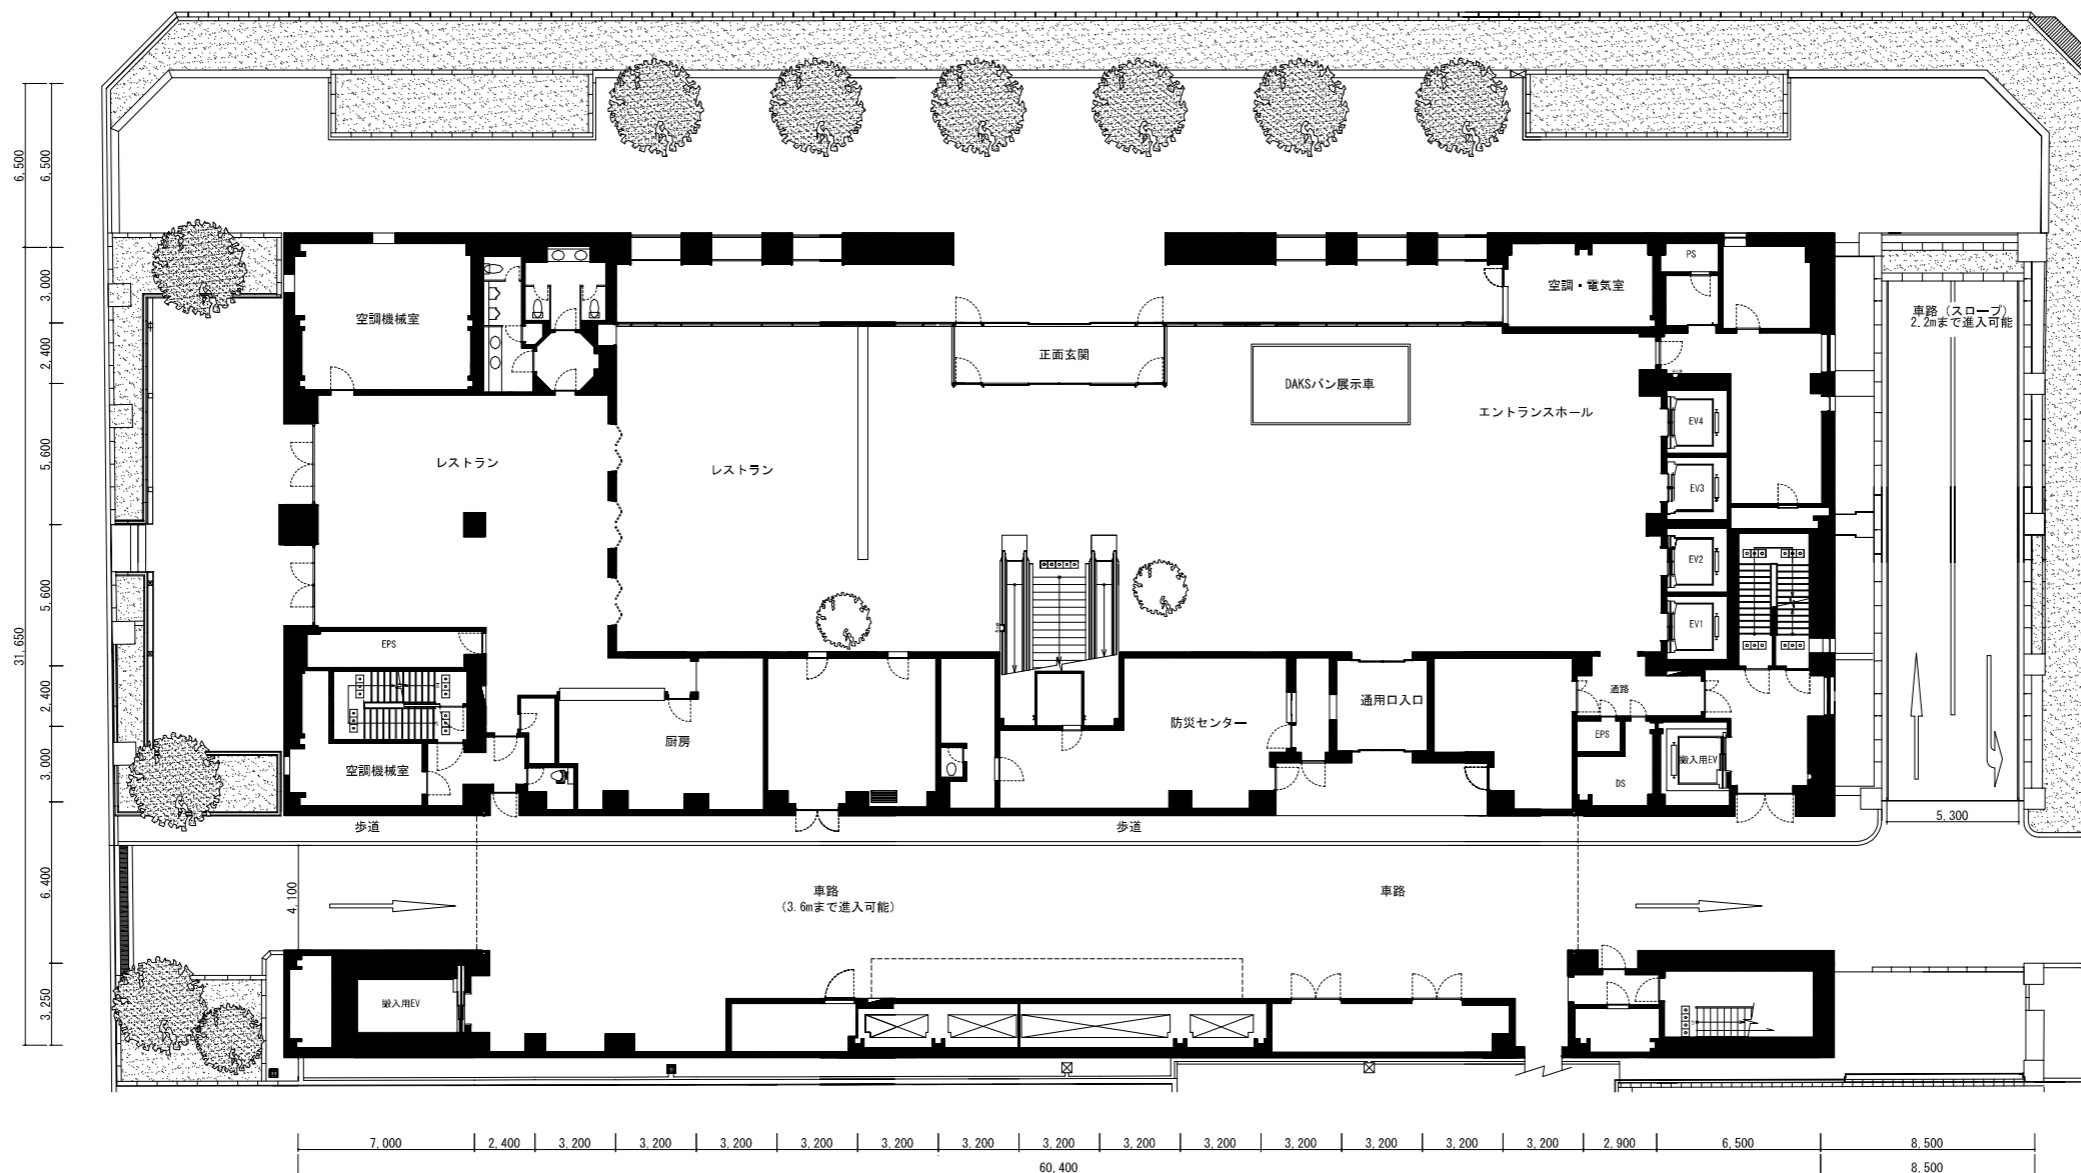 6,500
6,500
3,000
2,400
5,600
5,600
31,650
2,400
3,000
6,400
3,250
空調機械室
正面玄関
DAKSバン展示車
エントランスホール
空調・電気室
PS
車路（スロープ）
2.2mまで進入可能
EV4
レストラン
レストラン
EV3
EV2
EV1
EPS
通路
通用口入口
防災センター
厨房
EPS
搬入用EV
空調機械室
DS
5,300
歩道
歩道
4,100
車路
(3.6mまで進入可能)
車路
搬入用EV
7,000
2,400
3,200
3,200
3,200
3,200
3,200
3,200
3,200
3,200
3,200
3,200
3,200
3,200
3,200
2,900
6,500
8,500
60,400
8,500